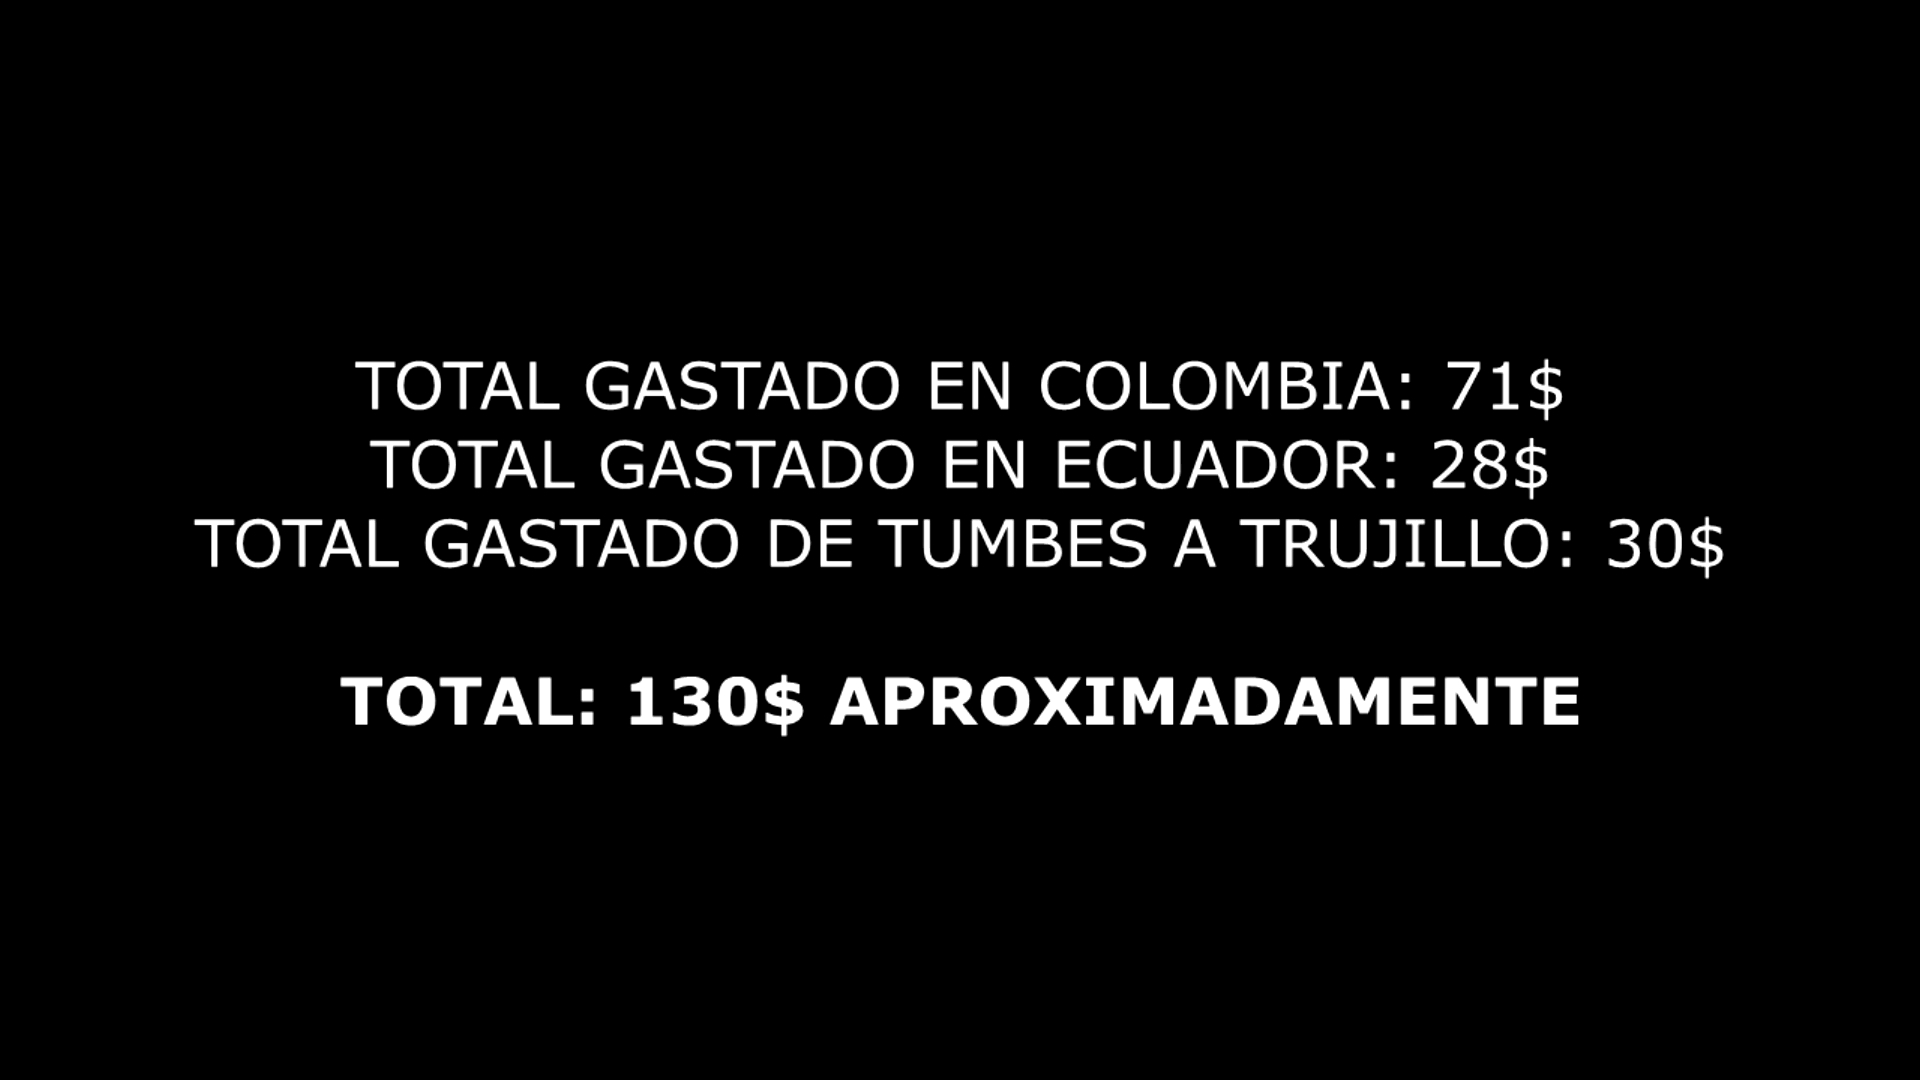 TOTAL GASTADO EN COLOMBIA: 71$
TOTAL GASTADO EN ECUADOR: 28$
TOTAL GASTADO DE TUMBES A TRUJILLO: 30$
TOTAL: 130$ APROXIMADAMENTE